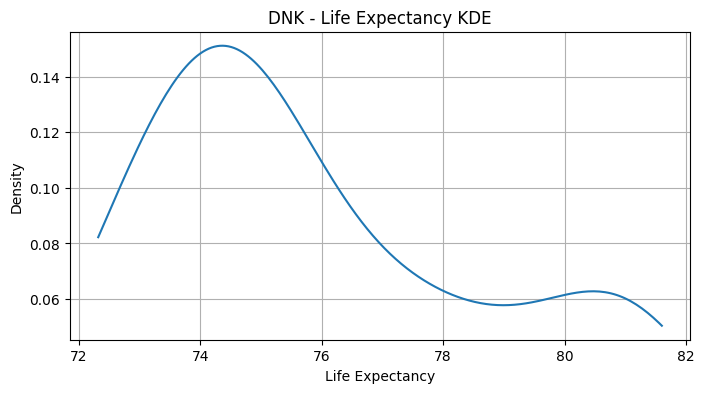 DNK - Life Expectancy KDE
Density
0.14
0.12
0.10
0.08
0.06
72 74 76 78 80 82
Life Expectancy